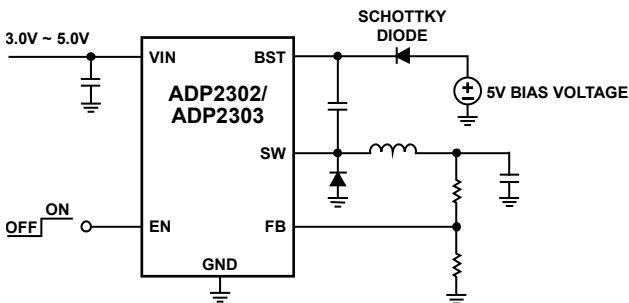 SCHOTTKY
DIODE
3.0V ~ 5.0V
VIN
BST
ADP2302/
ADP2303
5V BIAS VOLTAGE
SW
ON
OFF
EN
FB
GND